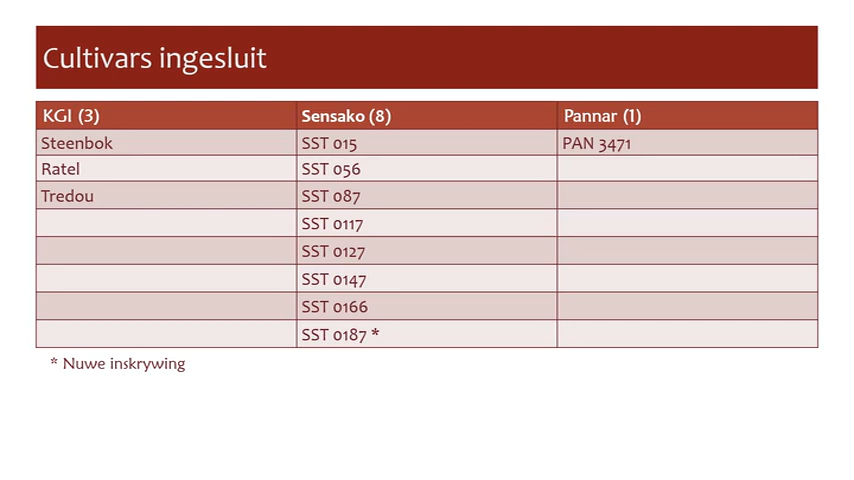 Cultivars ingesluit
KGI (3) Sensako (8) Pannar (1)
Steenbok SST 015 PAN 3471
Ratel SST 056
Tredou SST 087
SST 0117
SST 0127
SST 0147
SST 0166
SST 0187 *
* Nuwe inskrywing